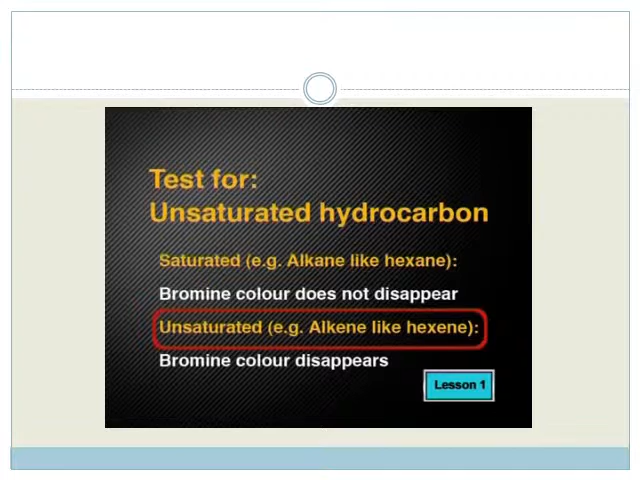 Test for:
Unsaturated hydrocarbon
Saturated (e.g. Alkane like hexane):
Bromine colour does not disappear
Unsaturated (e.g. Alkene like hexene):
Bromine colour disappears
Lesson 1